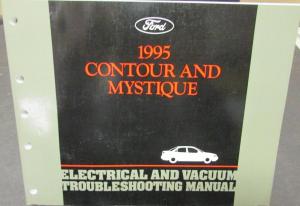 Ford
1995
CONTOUR AND
MYSTIQUE
ELECTRICAL AND VACUUM
TROUBLESHOOTING MANUAL